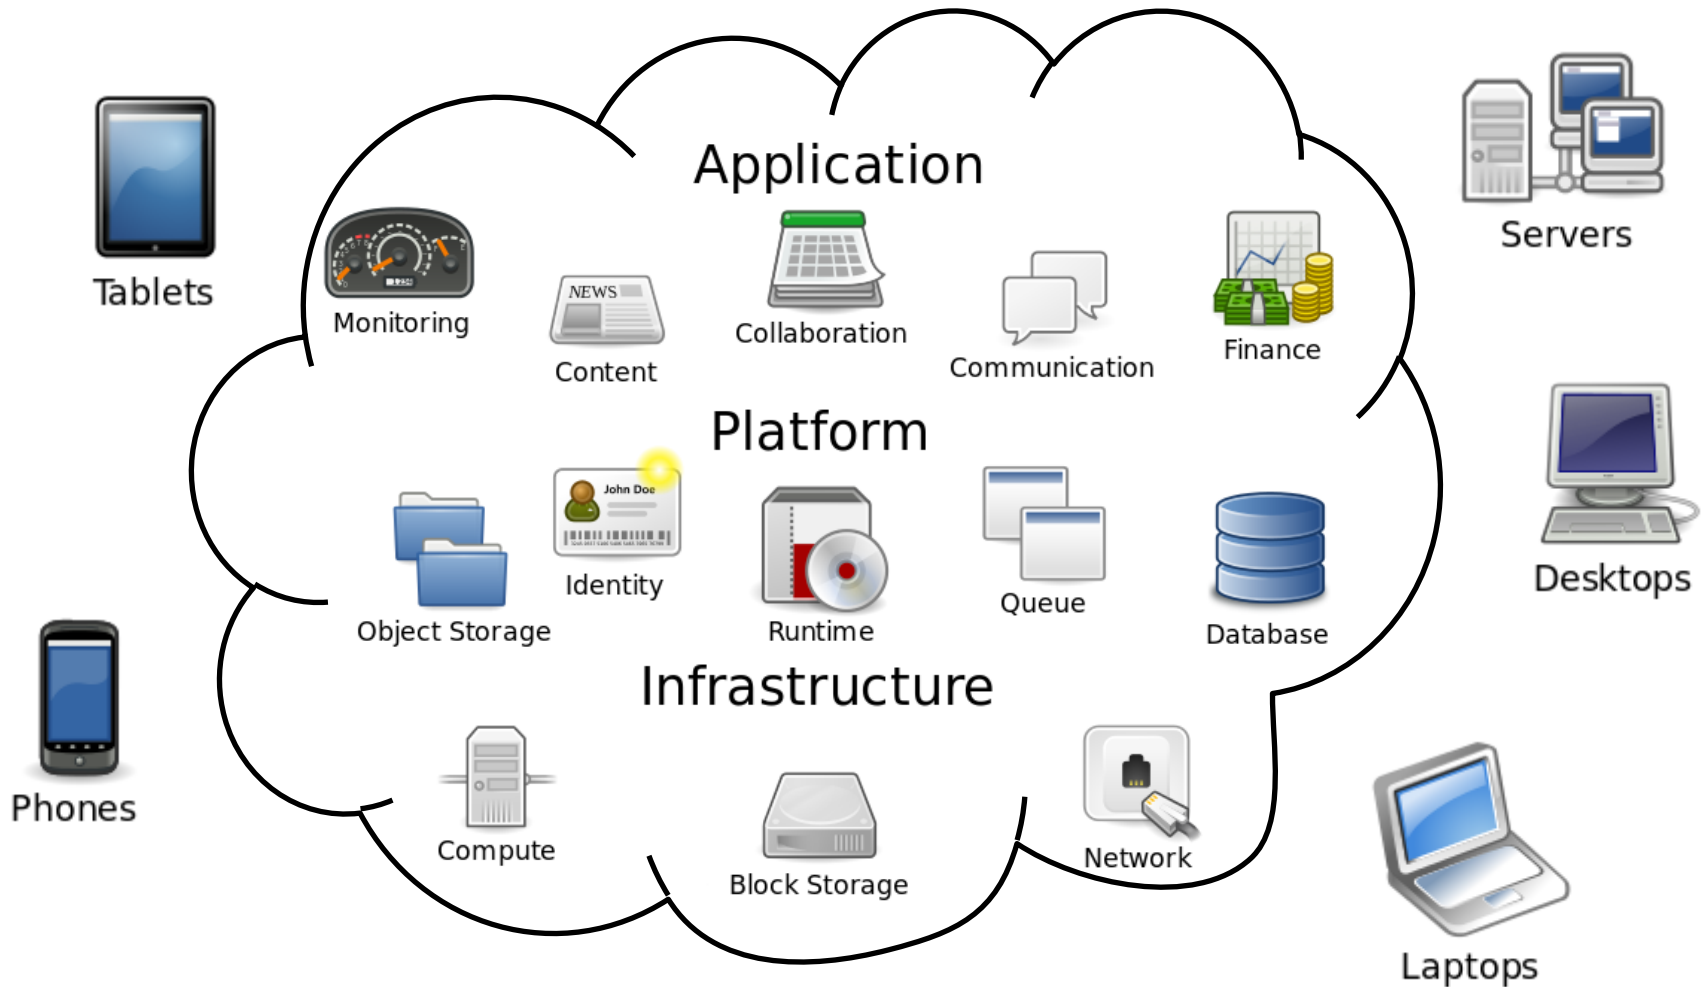 Application
Servers
Tablets
Monitoring
NEWS
Content
Collaboration
Communication
Finance
Platform
John Doe
Identity
Object Storage
Runtime
Queue
Database
Desktops
Infrastructure
Phones
Compute
Block Storage
Network
Laptops